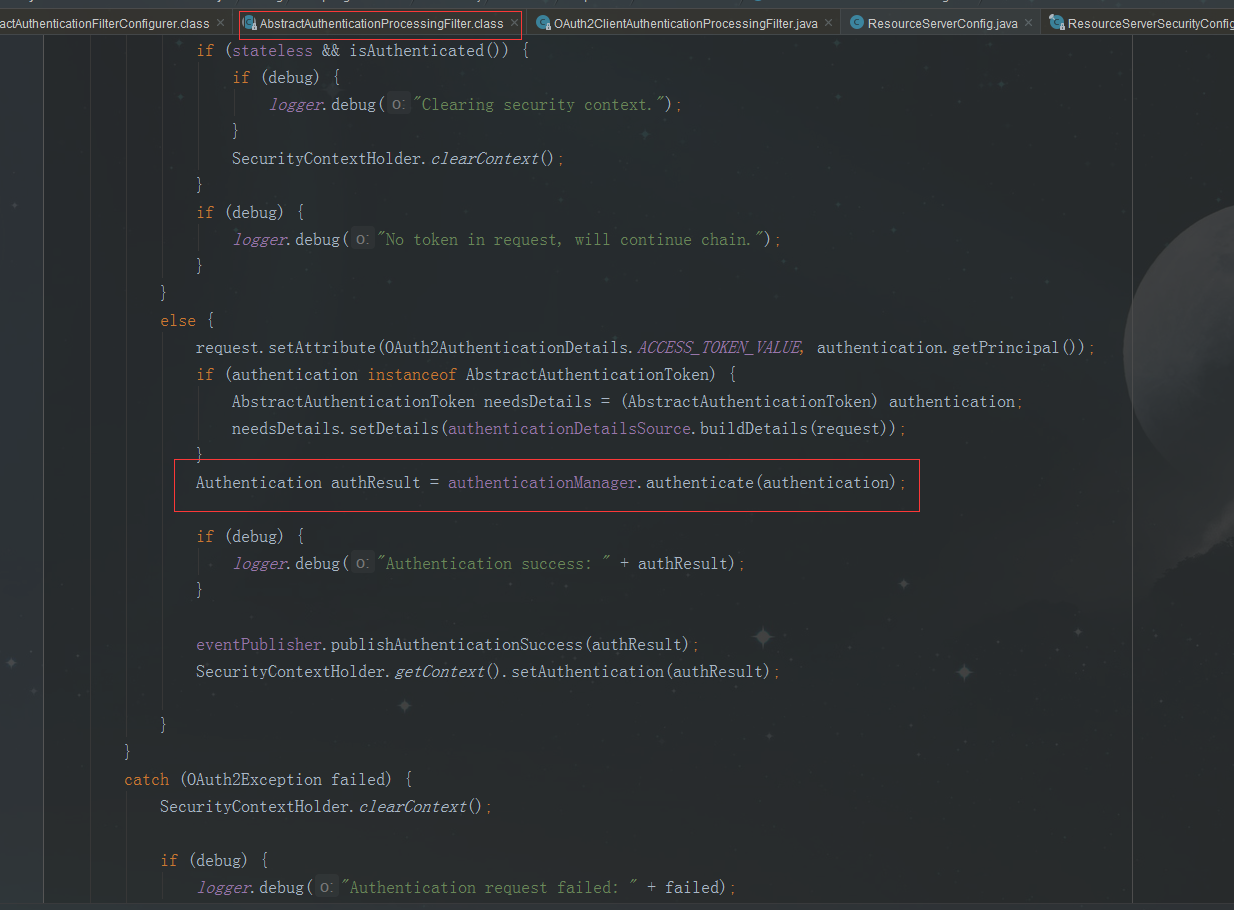 actAuthenticationFilterConfigurer.class × AbstractAuthenticationProcessingFilter.class × OAuth2ClientAuthenticationProcessingFilter.java × ResourceServerConfig.java × ResourceServerSecurityConfig
if (stateless && isAuthenticated()) {
if (debug) {
logger.debug( o: "Clearing security context.");
}
SecurityContextHolder.clearContext();
}
if (debug) {
logger.debug( o: "No token in request, will continue chain.");
}
}
else {
request.setAttribute(OAuth2AuthenticationDetails.ACCESS_TOKEN_VALUE, authentication.getPrincipal());
if (authentication instanceof AbstractAuthenticationToken) {
AbstractAuthenticationToken needsDetails = (AbstractAuthenticationToken) authentication;
needsDetails.setDetails(authenticationDetailsSource.buildDetails(request));
}
Authentication authResult = authenticationManager.authenticate(authentication);
if (debug) {
logger.debug( o: "Authentication success: " + authResult);
}
eventPublisher.publishAuthenticationSuccess(authResult);
SecurityContextHolder.getContext().setAuthentication(authResult);
}
}
catch (OAuth2Exception failed) {
SecurityContextHolder.clearContext();
if (debug) {
logger.debug( o: "Authentication request failed: " + failed);